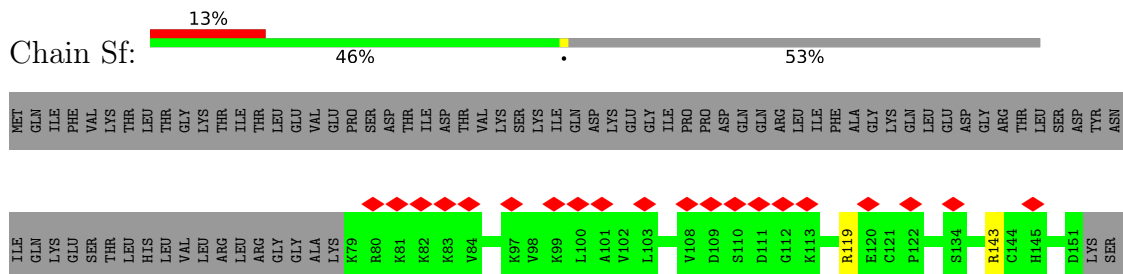 13%
Chain Sf:
46%
•
53%
MET GLN ILE PHE VAL LYS THR LEU THR GLY LYS THR ILE THR LEU GLU VAL GLU PRO SER ASP THR ILE ASP THR VAL LYS SER LYS ILE GLN ASP LYS GLU GLY ILE PRO PRO ASP GLN GLN ARG LEU ILE PHE ALA GLY LYS GLN LEU GLU ASP GLY ARG THR LEU SER ASP TYR ASN
ILE GLN LYS GLU SER THR LEU HIS LEU VAL LEU ARG LEU ARG GLY GLY ALA LYS K79 R80 K81 K82 K83 V84 K97 V98 K99 L100 A101 V102 L103 V108 D109 S110 D111 G112 K113 R119 E120 C121 P122 S134 R143 C144 H145 D151 LYS SER